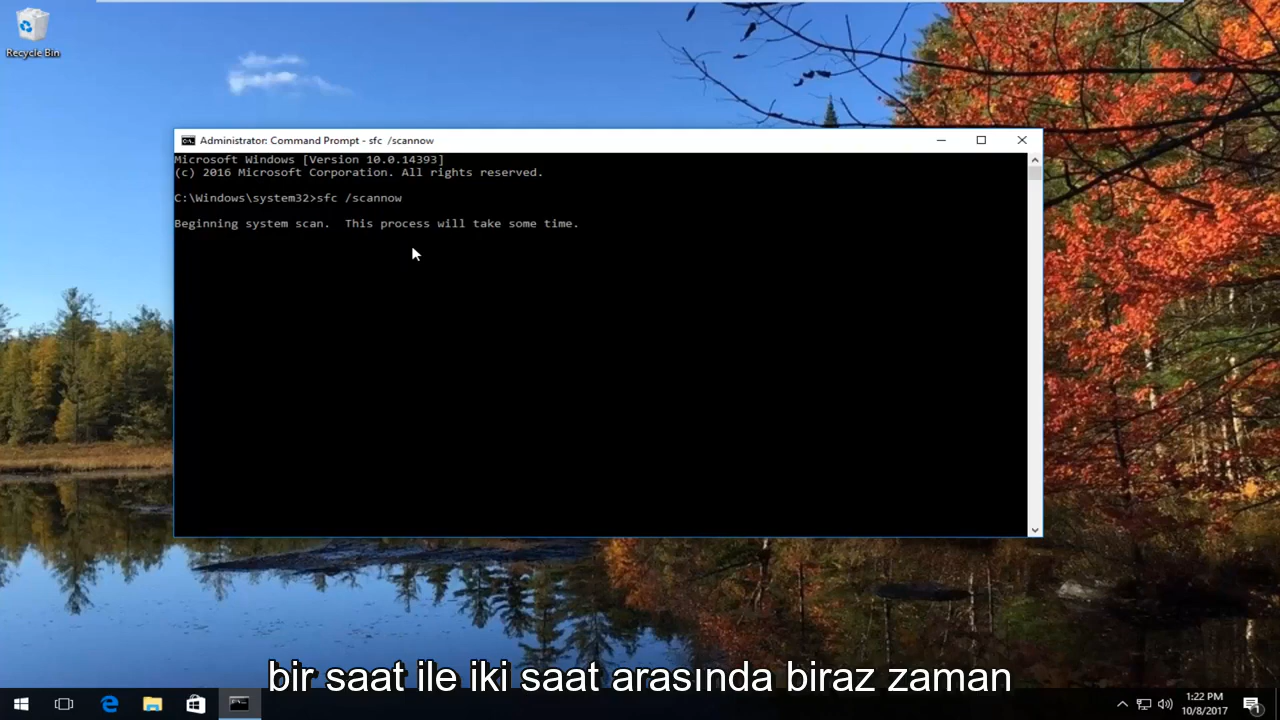 Recycle Bin
Administrator: Command Prompt - sfc /scannow
Microsoft Windows [Version 10.0.14393]
(c) 2016 Microsoft Corporation. All rights reserved.
C:\Windows\system32>sfc /scannow
Beginning system scan.  This process will take some time.
bir saat ile iki saat arasında biraz zaman
1:22 PM
10/8/2017
1